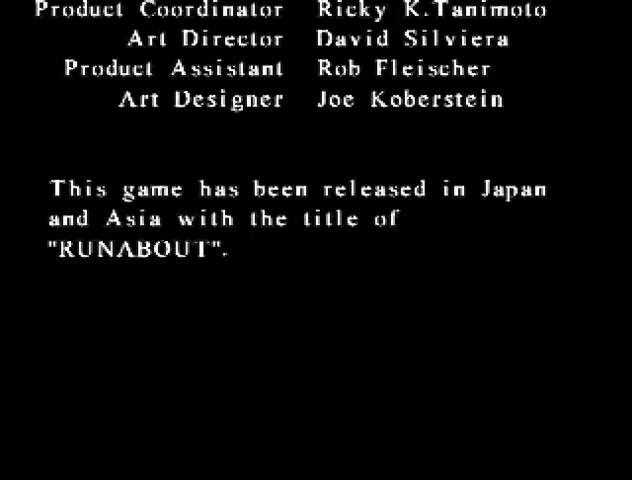 Product Coordinator Ricky K.Tanimoto
Art Director David Silviera
Product Assistant Rob Fleischer
Art Designer Joe Koberstein
This game has been released in Japan
and Asia with the title of
"RUNABOUT".